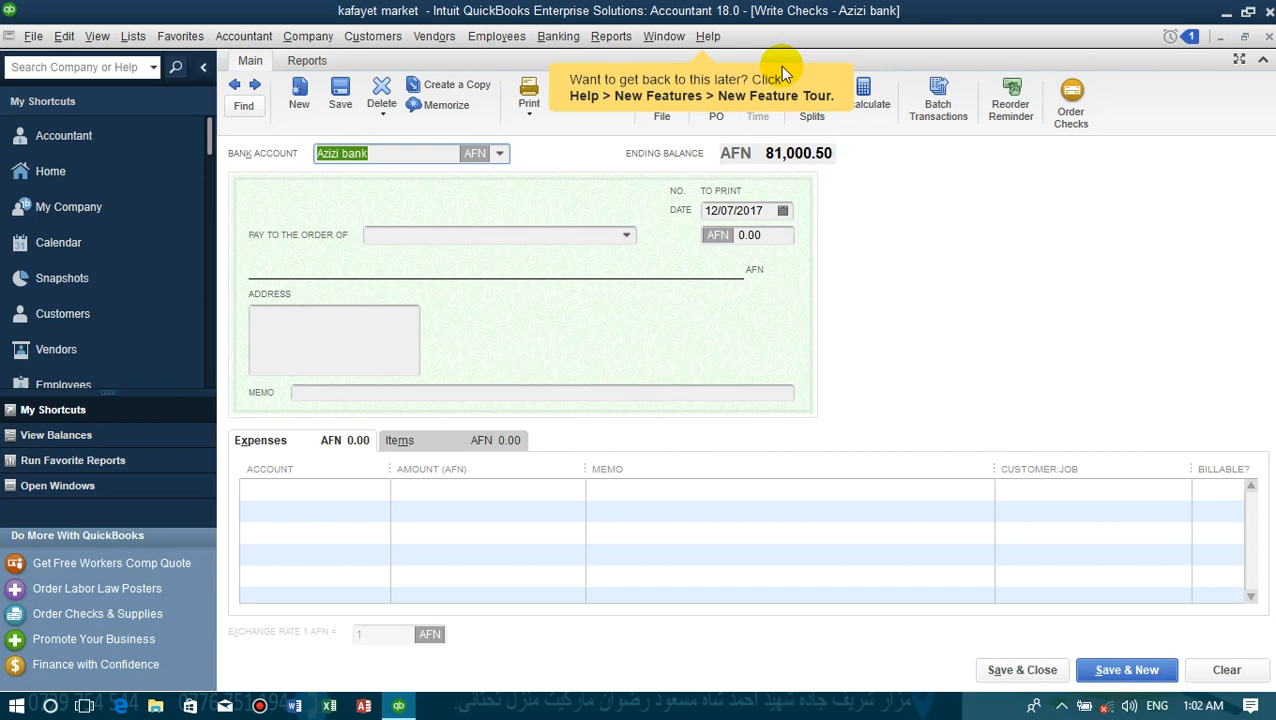 kafayet market - Intuit QuickBooks Enterprise Solutions: Accountant 18.0 - [Write Checks - Azizi bank]
File Edit View Lists Favorites Accountant Company Customers Vendors Employees Banking Reports Window Help
1
Search Company or Help
Main Reports
Want to get back to this later? Click
Help > New Features > New Feature Tour.
Find
New
Save
Delete
Create a Copy
Memorize
Print
File
PO
Time
Splits
Batch
Transactions
Reorder
Reminder
Order
Checks
My Shortcuts
Accountant
Home
My Company
Calendar
Snapshots
Customers
Vendors
Employees
My Shortcuts
View Balances
Run Favorite Reports
Open Windows
Do More With QuickBooks
Get Free Workers Comp Quote
Order Labor Law Posters
Order Checks & Supplies
Promote Your Business
Finance with Confidence
BANK ACCOUNT Azizi bank AFN ENDING BALANCE AFN 81,000.50
NO. TO PRINT
DATE 12/07/2017
PAY TO THE ORDER OF AFN 0.00
AFN
ADDRESS
MEMO
Expenses AFN 0.00 Items AFN 0.00
ACCOUNT AMOUNT (AFN) MEMO CUSTOMER:JOB BILLABLE?
EXCHANGE RATE 1 AFN = 1 AFN
Save & Close Save & New Clear
ENG 1:02 AM